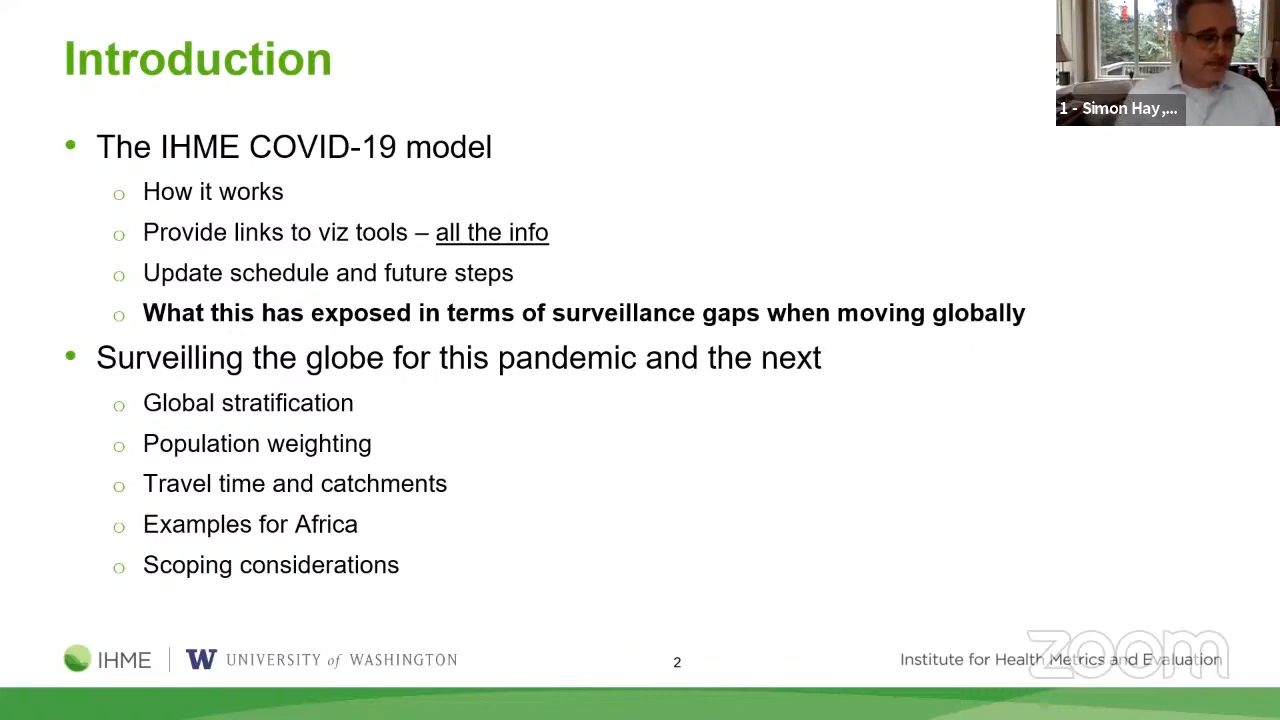 Introduction
1 - Simon Hay,...
• The IHME COVID-19 model
o How it works
o Provide links to viz tools – all the info
o Update schedule and future steps
o What this has exposed in terms of surveillance gaps when moving globally
• Surveilling the globe for this pandemic and the next
o Global stratification
o Population weighting
o Travel time and catchments
o Examples for Africa
o Scoping considerations
IHME | W UNIVERSITY of WASHINGTON
2
Institute for Health Metrics and Evaluation
zoom